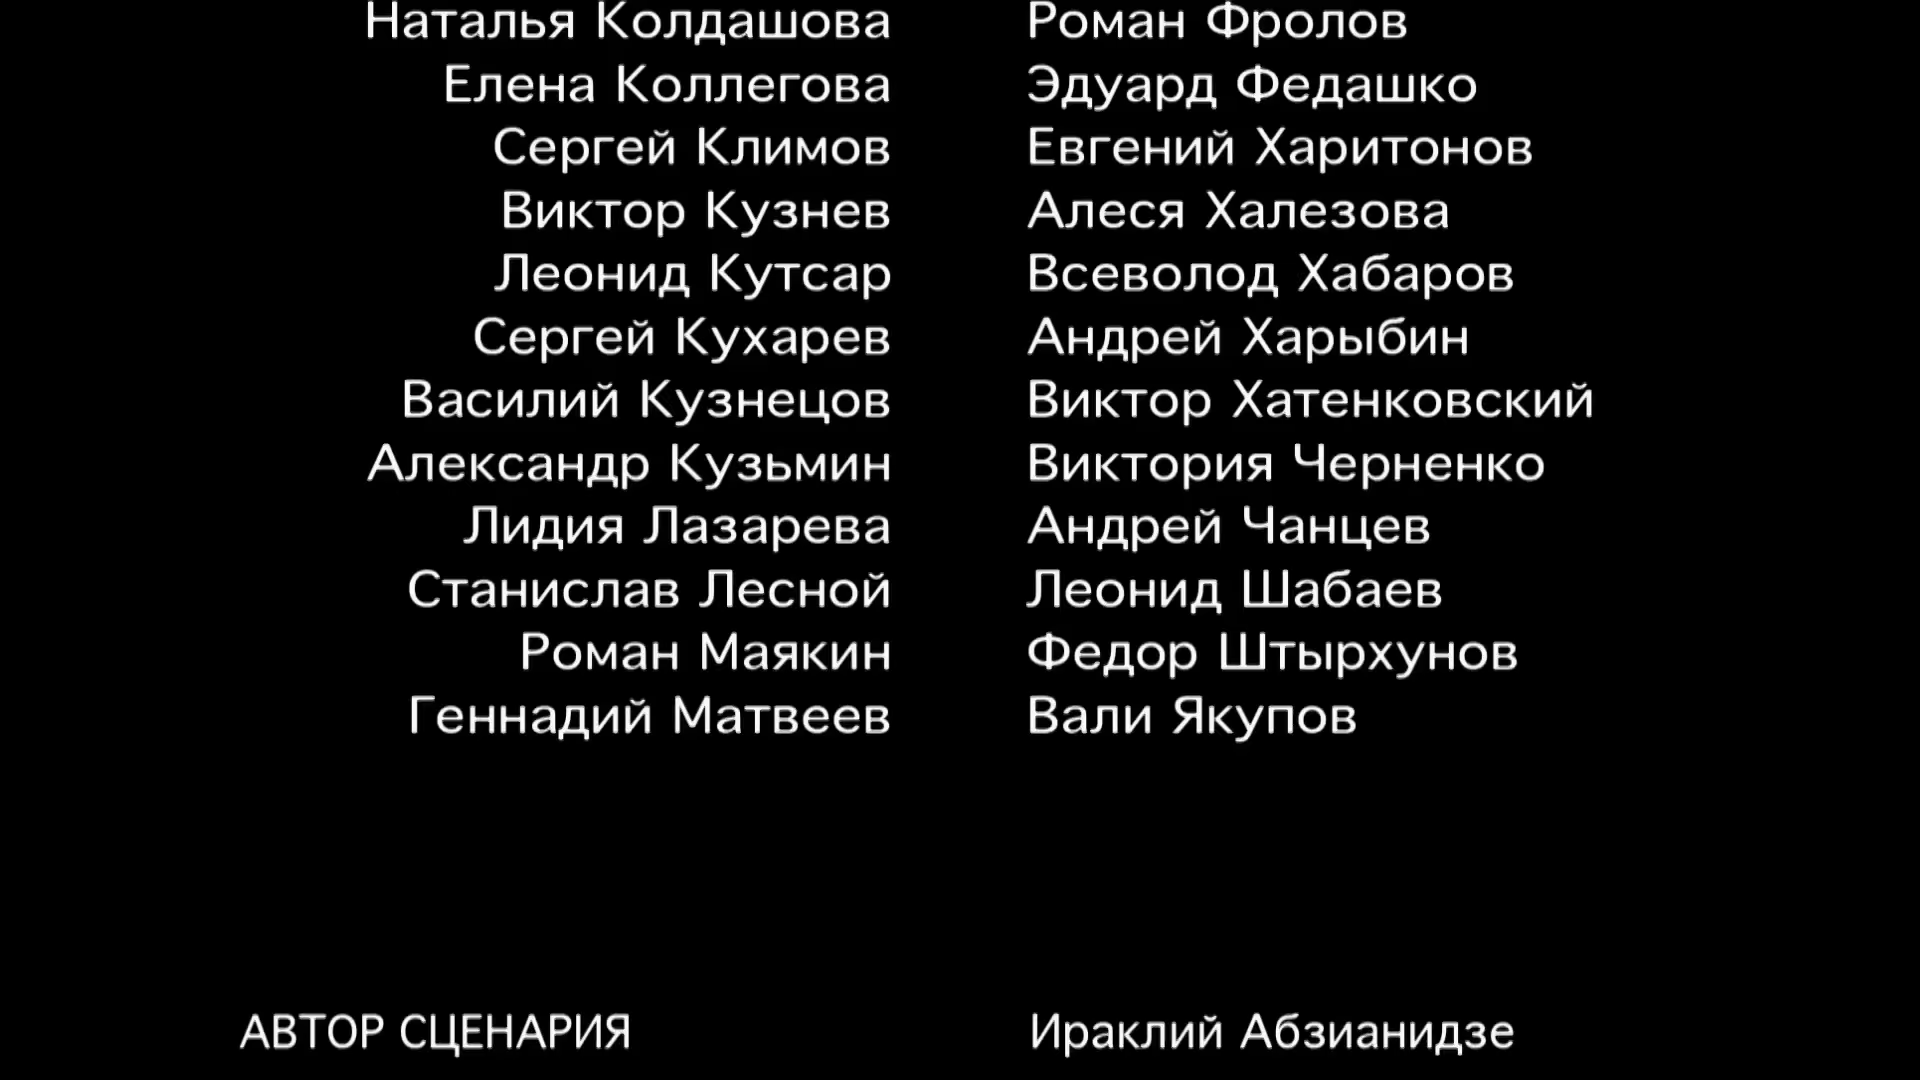 Наталья Колдашова Роман Фролов
Елена Коллегова Эдуард Федашко
Сергей Климов Евгений Харитонов
Виктор Кузнев Алеся Халезова
Леонид Кутсар Всеволод Хабаров
Сергей Кухарев Андрей Харыбин
Василий Кузнецов Виктор Хатенковский
Александр Кузьмин Виктория Черненко
Лидия Лазарева Андрей Чанцев
Станислав Лесной Леонид Шабаев
Роман Маякин Федор Штырхунов
Геннадий Матвеев Вали Якупов
АВТОР СЦЕНАРИЯ Ираклий Абзианидзе